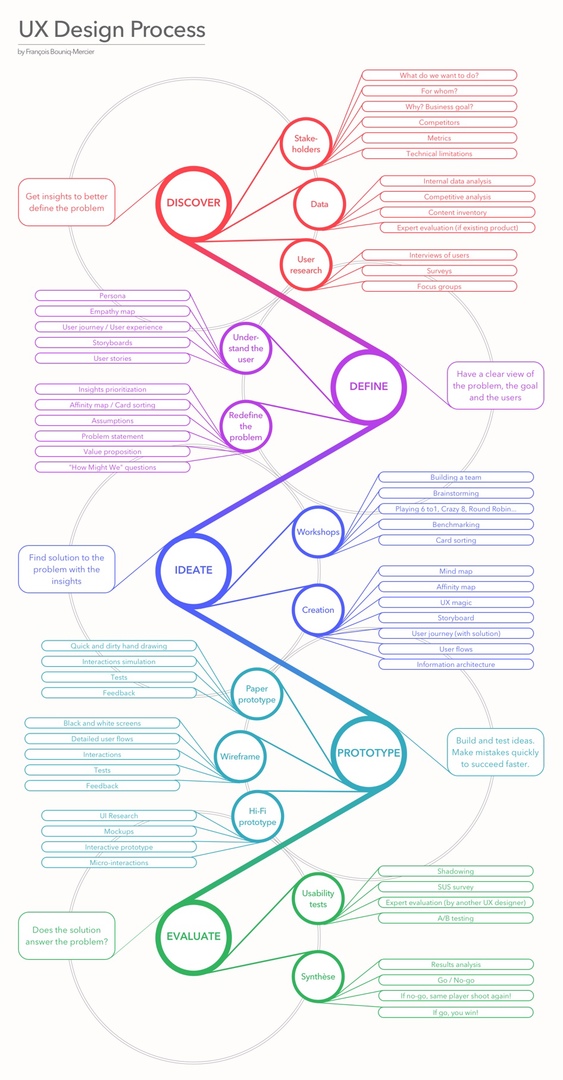 UX Design Process
by François Bouniq-Mercier
What do we want to do?
For whom?
Why? Business goal?
Competitors
Metrics
Technical limitations
Stake-
holders
Get insights to better
define the problem
DISCOVER
Data
Internal data analysis
Competitive analysis
Content inventory
Expert evaluation (if existing product)
User
research
Interviews of users
Surveys
Focus groups
Persona
Empathy map
User journey / User experience
Storyboards
User stories
Under-
stand the
user
DEFINE
Have a clear view of
the problem, the goal
and the users
Insights prioritization
Affinity map / Card sorting
Assumptions
Problem statement
Value proposition
"How Might We" questions
Redefine
the
problem
Building a team
Brainstorming
Playing 6 to1, Crazy 8, Round Robin...
Benchmarking
Card sorting
Workshops
Find solution to the
problem with the
insights
IDEATE
Creation
Mind map
Affinity map
UX magic
Storyboard
User journey (with solution)
User flows
Information architecture
Quick and dirty hand drawing
Interactions simulation
Tests
Feedback
Paper
prototype
Black and white screens
Detailed user flows
Interactions
Tests
Feedback
Wireframe
PROTOTYPE
Build and test ideas.
Make mistakes quickly
to succeed faster.
UI Research
Mockups
Interactive prototype
Micro-interactions
Hi-Fi
prototype
Shadowing
SUS survey
Expert evaluation (by another UX designer)
A/B testing
Usability
tests
Does the solution
answer the problem?
EVALUATE
Synthèse
Results analysis
Go / No-go
If no-go, same player shoot again!
If go, you win!